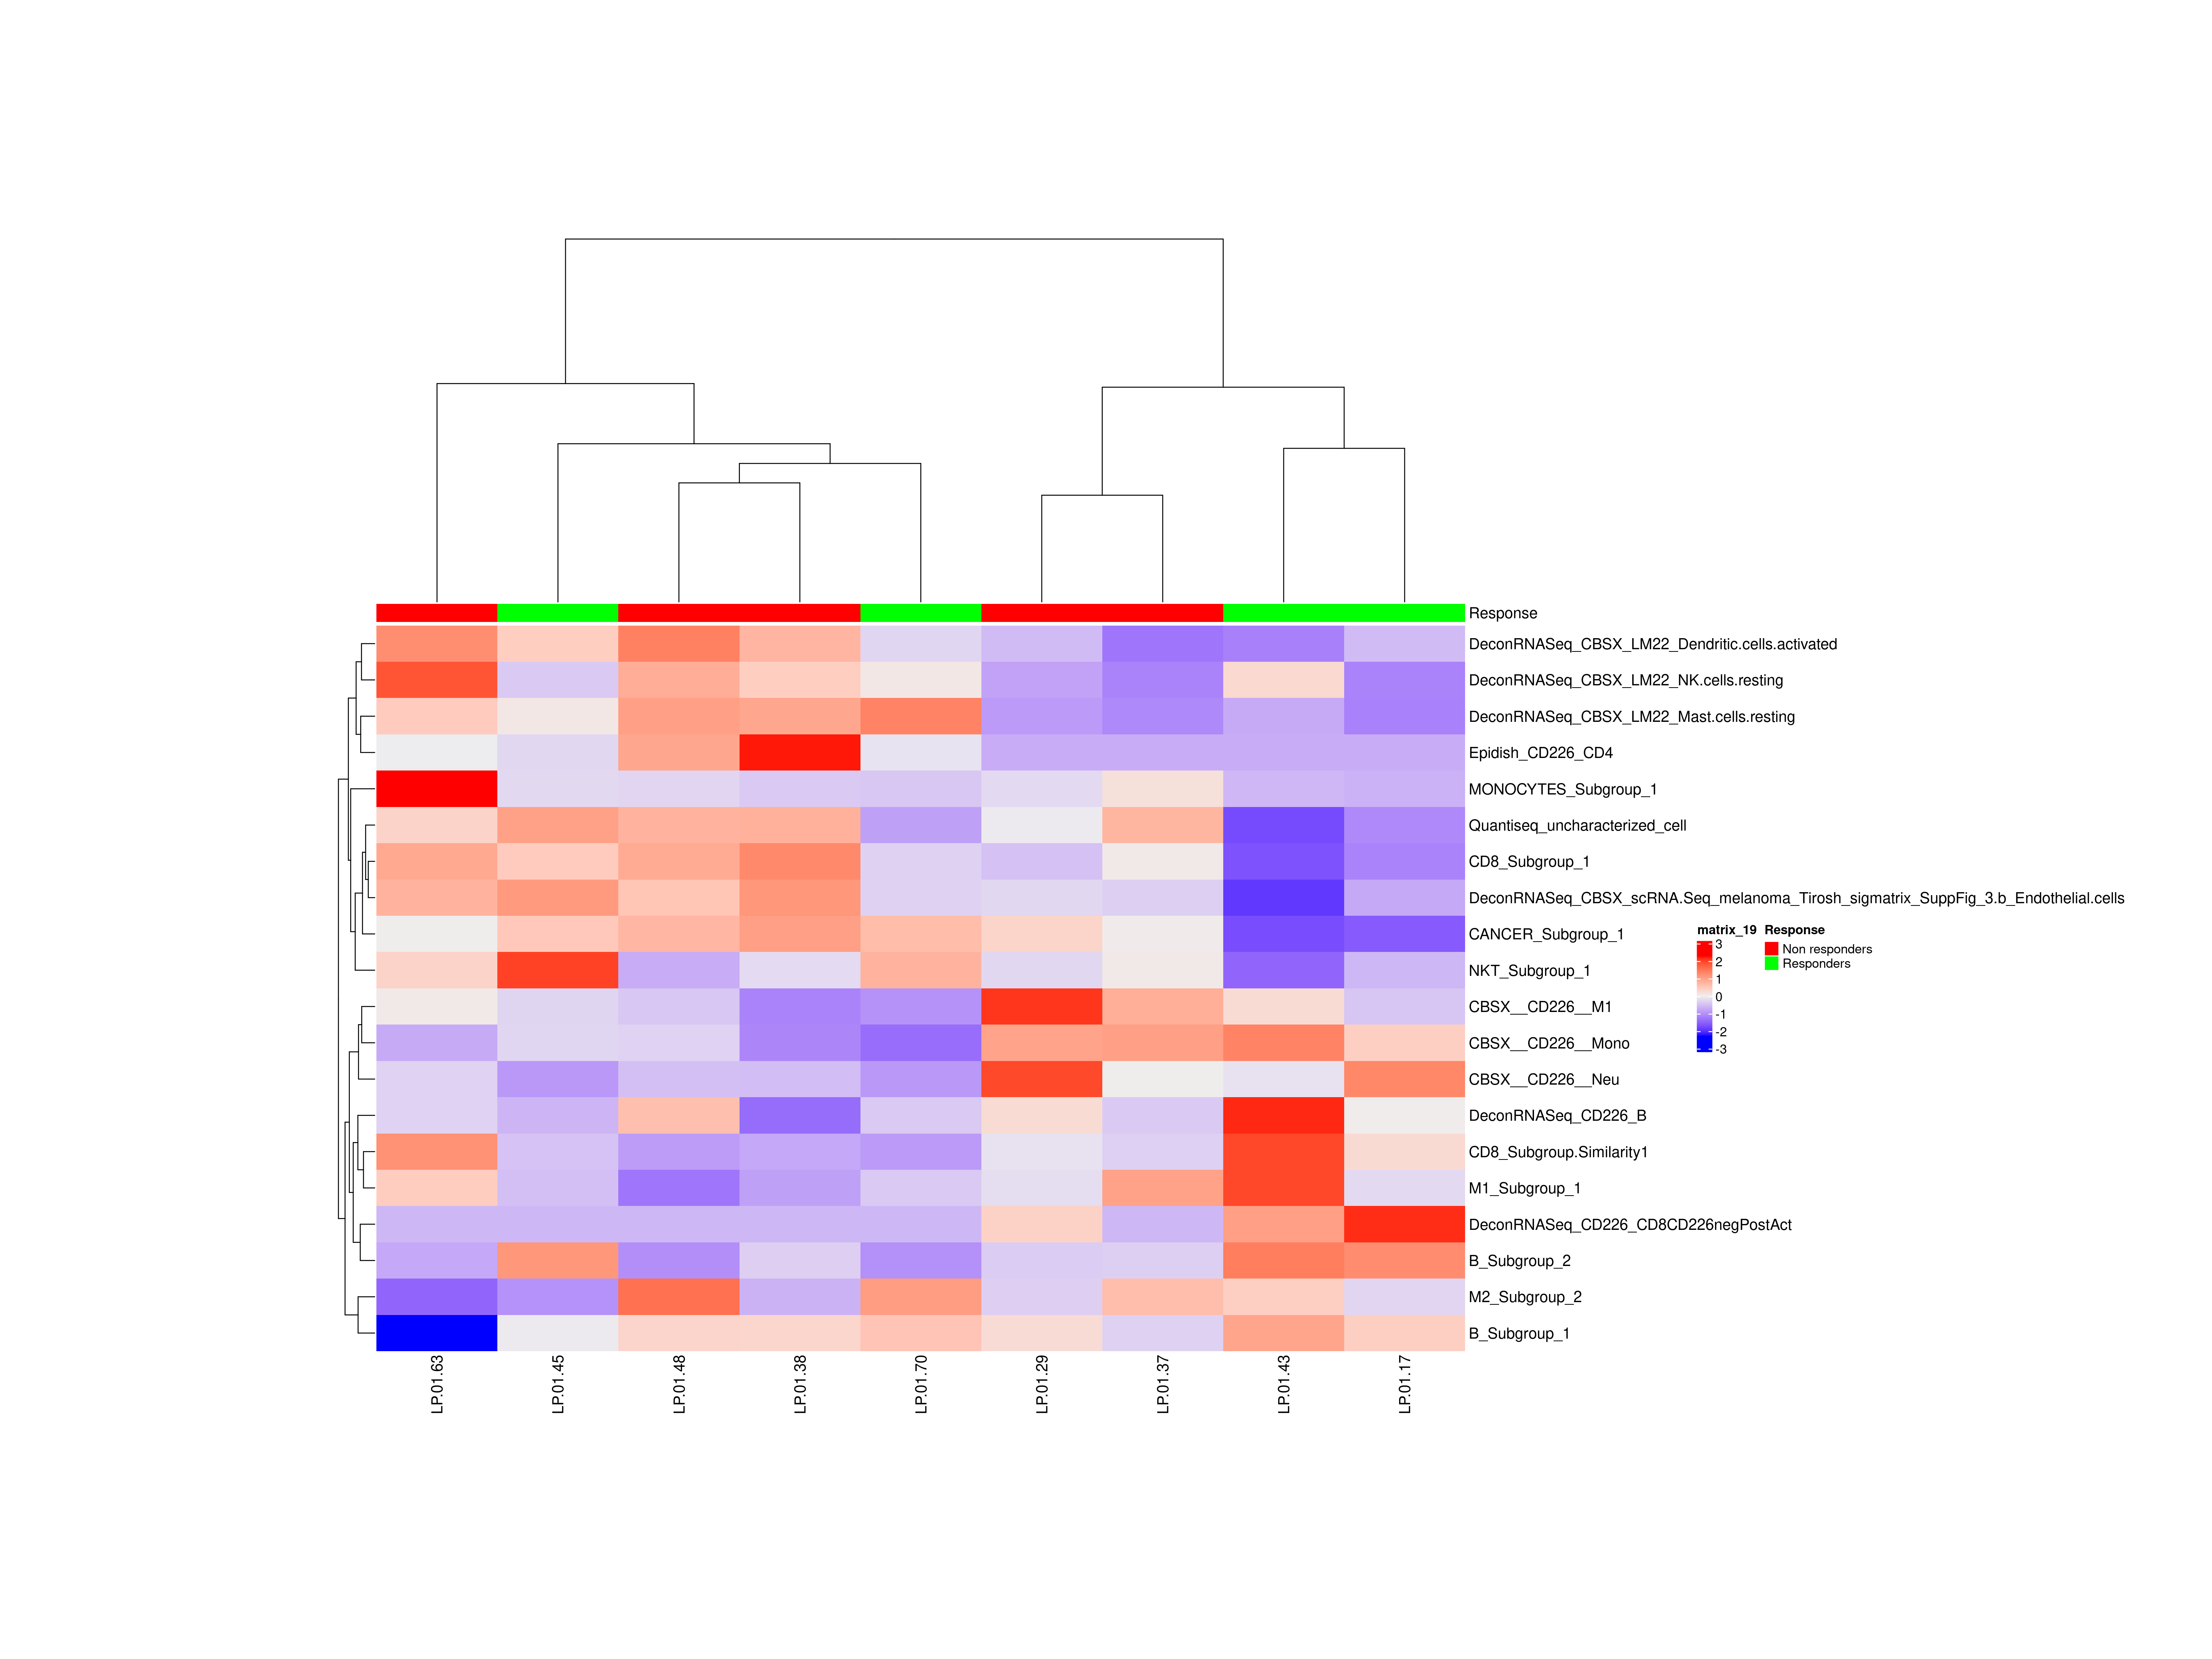 Response
DeconRNASeq_CBSX_LM22_Dendritic.cells.activated
DeconRNASeq_CBSX_LM22_NK.cells.resting
DeconRNASeq_CBSX_LM22_Mast.cells.resting
Epidish_CD226_CD4
MONOCYTES_Subgroup_1
Quantiseq_uncharacterized_cell
CD8_Subgroup_1
DeconRNASeq_CBSX_scRNA.Seq_melanoma_Tirosh_sigmatrix_SuppFig_3.b_Endothelial.cells
CANCER_Subgroup_1
NKT_Subgroup_1
CBSX__CD226__M1
CBSX__CD226__Mono
CBSX__CD226__Neu
DeconRNASeq_CD226_B
CD8_Subgroup.Similarity1
M1_Subgroup_1
DeconRNASeq_CD226_CD8CD226negPostAct
B_Subgroup_2
M2_Subgroup_2
B_Subgroup_1
matrix_19
3
2
1
0
-1
-2
-3
Response
Non responders
Responders
LP.01.63
LP.01.45
LP.01.48
LP.01.38
LP.01.70
LP.01.29
LP.01.37
LP.01.43
LP.01.17